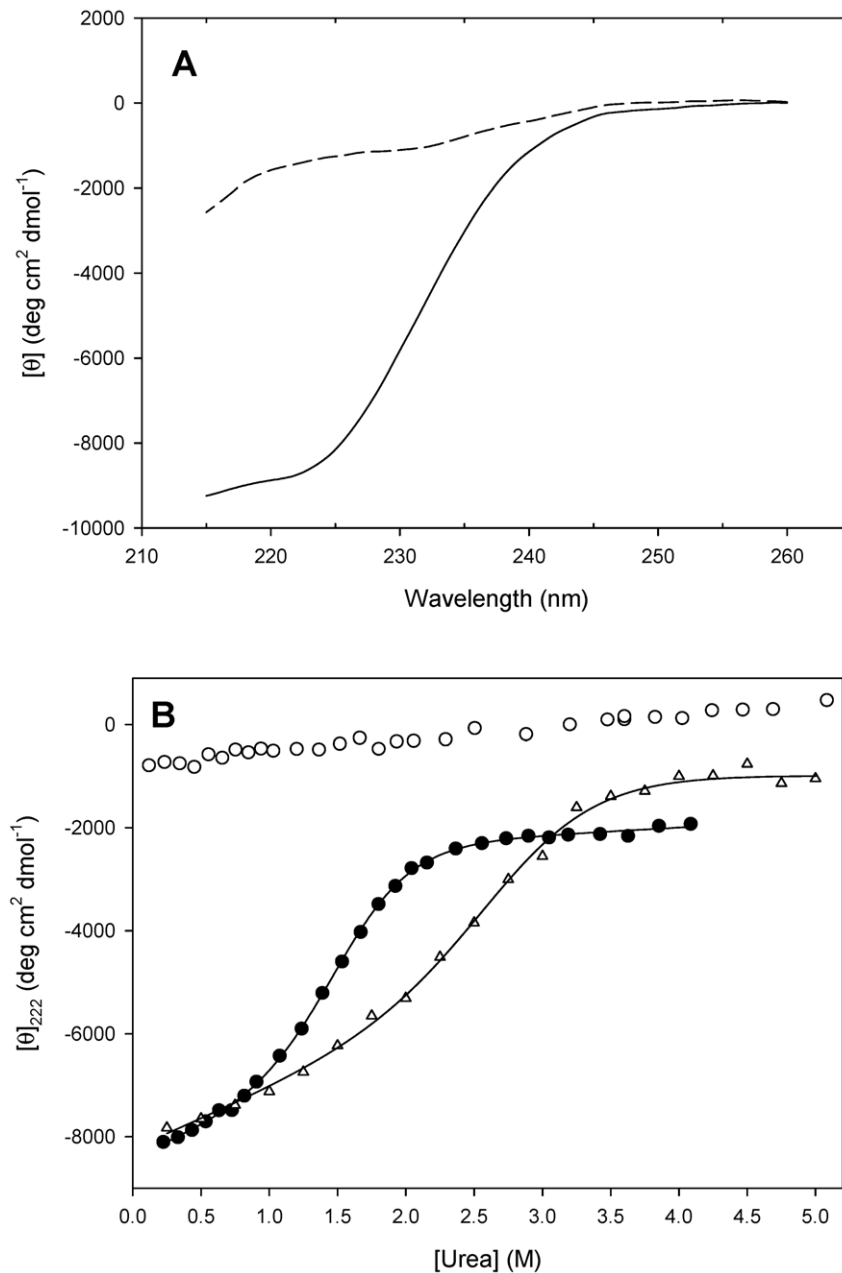 A
2000
0
-2000
-4000
-6000
-8000
-10000
[θ] (deg cm² dmol⁻¹)
210 220 230 240 250 260
Wavelength (nm)
B
0
-2000
-4000
-6000
-8000
[θ]₂₂₂ (deg cm² dmol⁻¹)
0.0 0.5 1.0 1.5 2.0 2.5 3.0 3.5 4.0 4.5 5.0
[Urea] (M)